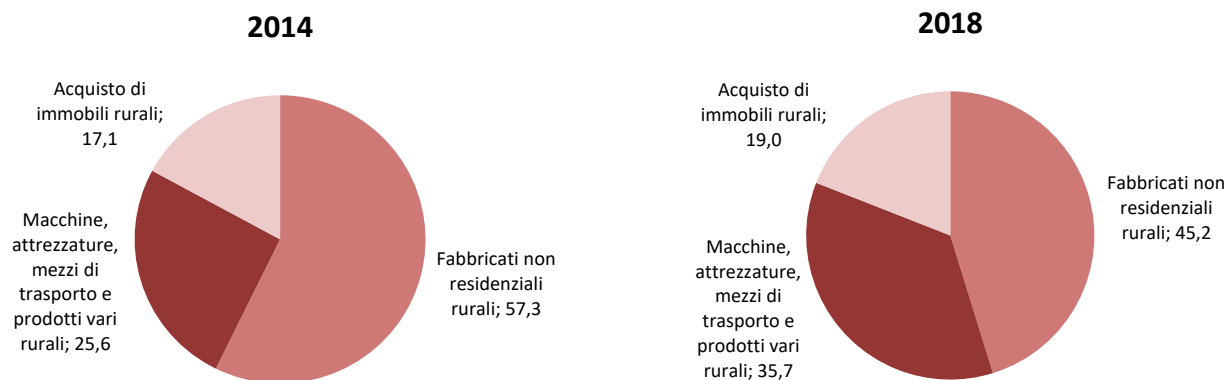 2014
Acquisto di
immobili rurali;
17,1
Macchine,
attrezzature,
mezzi di
trasporto e
prodotti vari
rurali; 25,6
Fabbricati non
residenziali
rurali; 57,3
2018
Acquisto di
immobili rurali;
19,0
Fabbricati non
residenziali
rurali; 45,2
Macchine,
attrezzature,
mezzi di
trasporto e
prodotti vari
rurali; 35,7